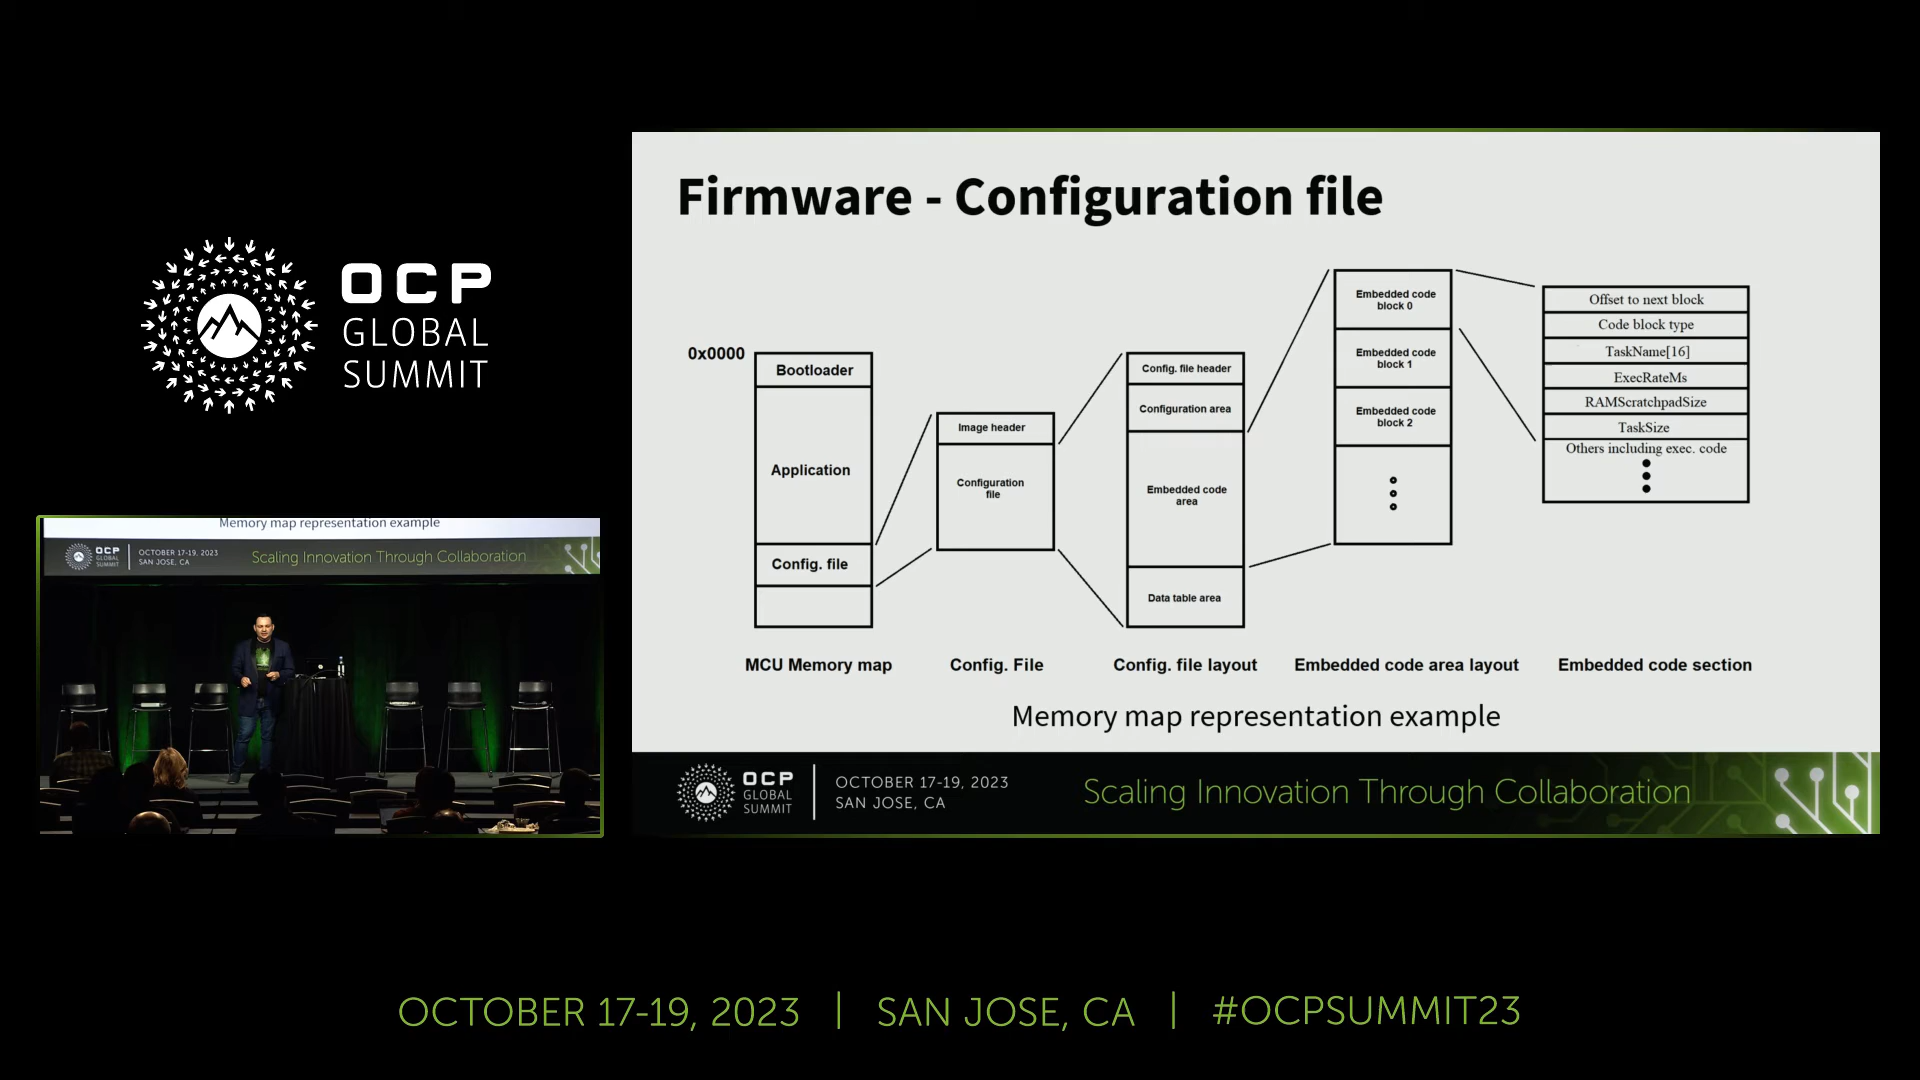 OCP
GLOBAL
SUMMIT
Memory map representation example
OCP
GLOBAL
SUMMIT
OCTOBER 17-19, 2023
SAN JOSE, CA
Scaling Innovation Through Collaboration
Firmware - Configuration file
0x0000
Bootloader
Application
Config. file
MCU Memory map
Image header
Configuration
file
Config. File
Config. file header
Configuration area
Embedded code
area
Data table area
Config. file layout
Embedded code
block 0
Embedded code
block 1
Embedded code
block 2
Embedded code area layout
Offset to next block
Code block type
TaskName[16]
ExecRateMs
RAMScratchpadSize
TaskSize
Others including exec. code
Embedded code section
Memory map representation example
OCP
GLOBAL
SUMMIT
OCTOBER 17-19, 2023
SAN JOSE, CA
Scaling Innovation Through Collaboration
OCTOBER 17-19, 2023 | SAN JOSE, CA | #OCPSUMMIT23